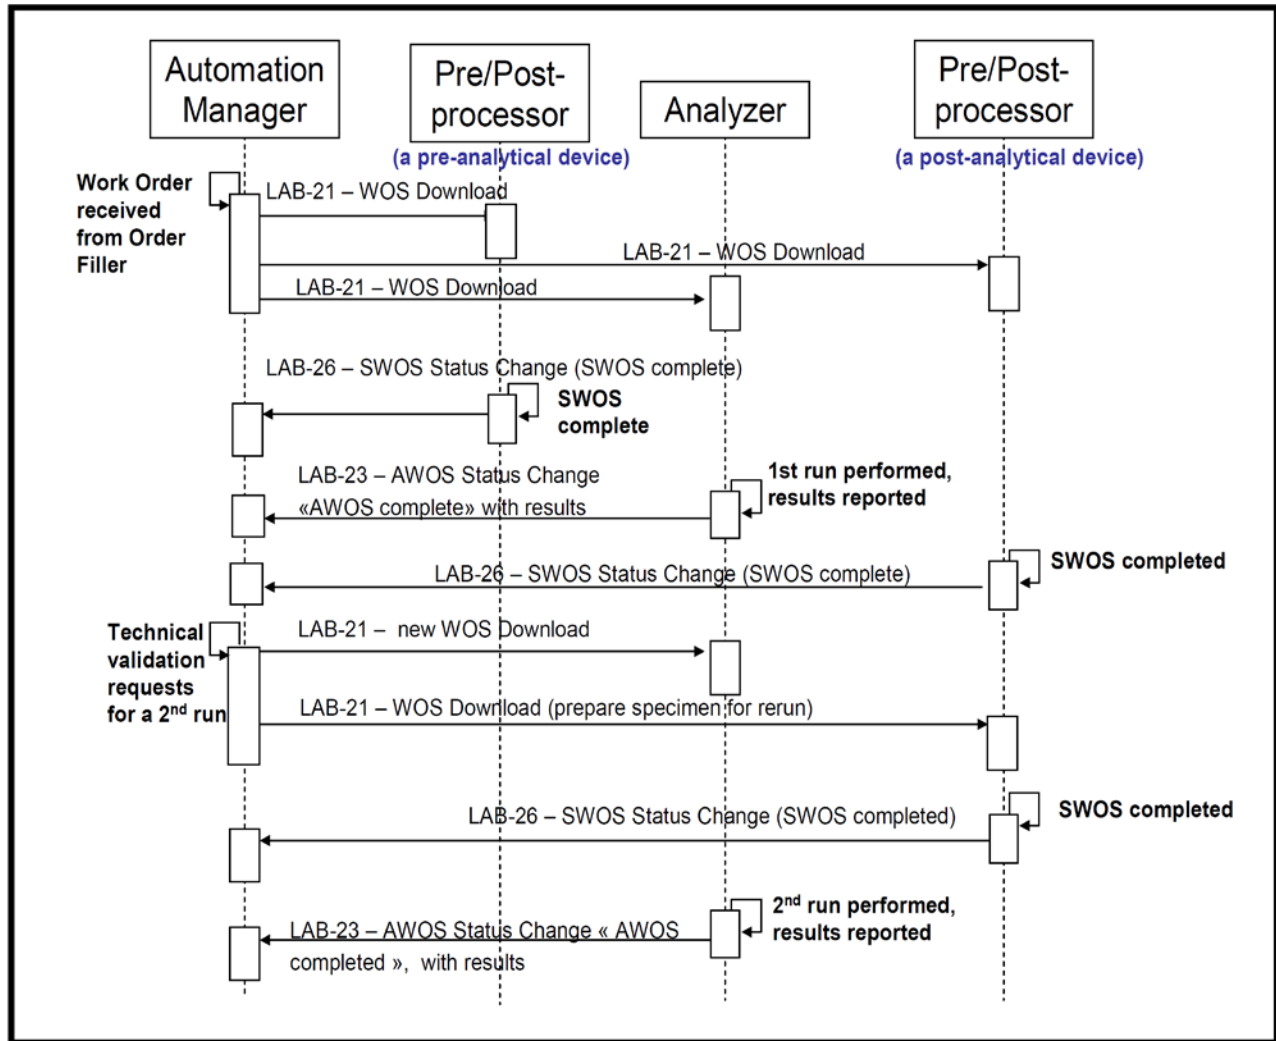 Automation
Manager
Pre/Post-
processor
(a pre-analytical device)
Analyzer
Pre/Post-
processor
(a post-analytical device)
Work Order
received
from Order
Filler
LAB-21 – WOS Download
LAB-21 – WOS Download
LAB-21 – WOS Download
LAB-26 – SWOS Status Change (SWOS complete)
SWOS
complete
LAB-23 – AWOS Status Change
«AWOS complete» with results
1st run performed,
results reported
LAB-26 – SWOS Status Change (SWOS complete)
SWOS completed
Technical
validation
requests
for a 2nd run
LAB-21 – new WOS Download
LAB-21 – WOS Download (prepare specimen for rerun)
LAB-26 – SWOS Status Change (SWOS completed)
SWOS completed
2nd run performed,
results reported
LAB-23 – AWOS Status Change « AWOS
completed », with results